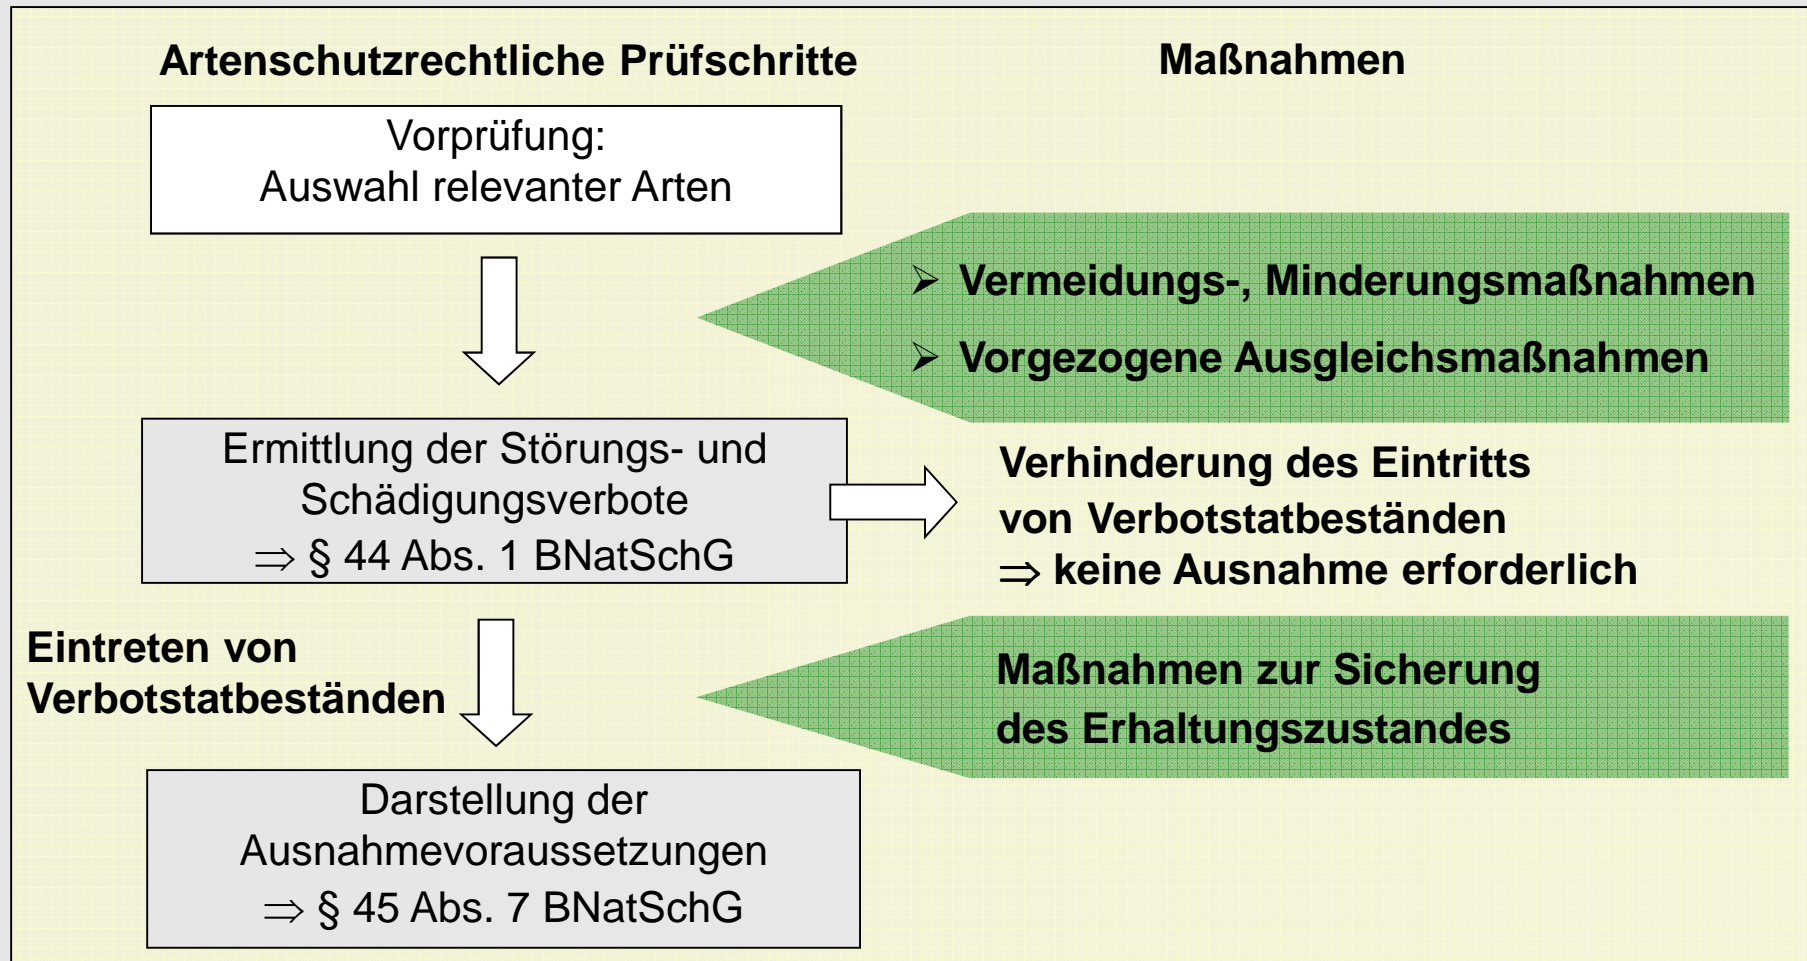 Artenschutzrechtliche Prüfschritte
Maßnahmen
Vorprüfung:
Auswahl relevanter Arten
➢ Vermeidungs-, Minderungsmaßnahmen
➢ Vorgezogene Ausgleichsmaßnahmen
Ermittlung der Störungs- und
Schädigungsverbote
⇒ § 44 Abs. 1 BNatSchG
Verhinderung des Eintritts
von Verbotstatbeständen
⇒ keine Ausnahme erforderlich
Eintreten von
Verbotstatbeständen
Maßnahmen zur Sicherung
des Erhaltungszustandes
Darstellung der
Ausnahmevoraussetzungen
⇒ § 45 Abs. 7 BNatSchG